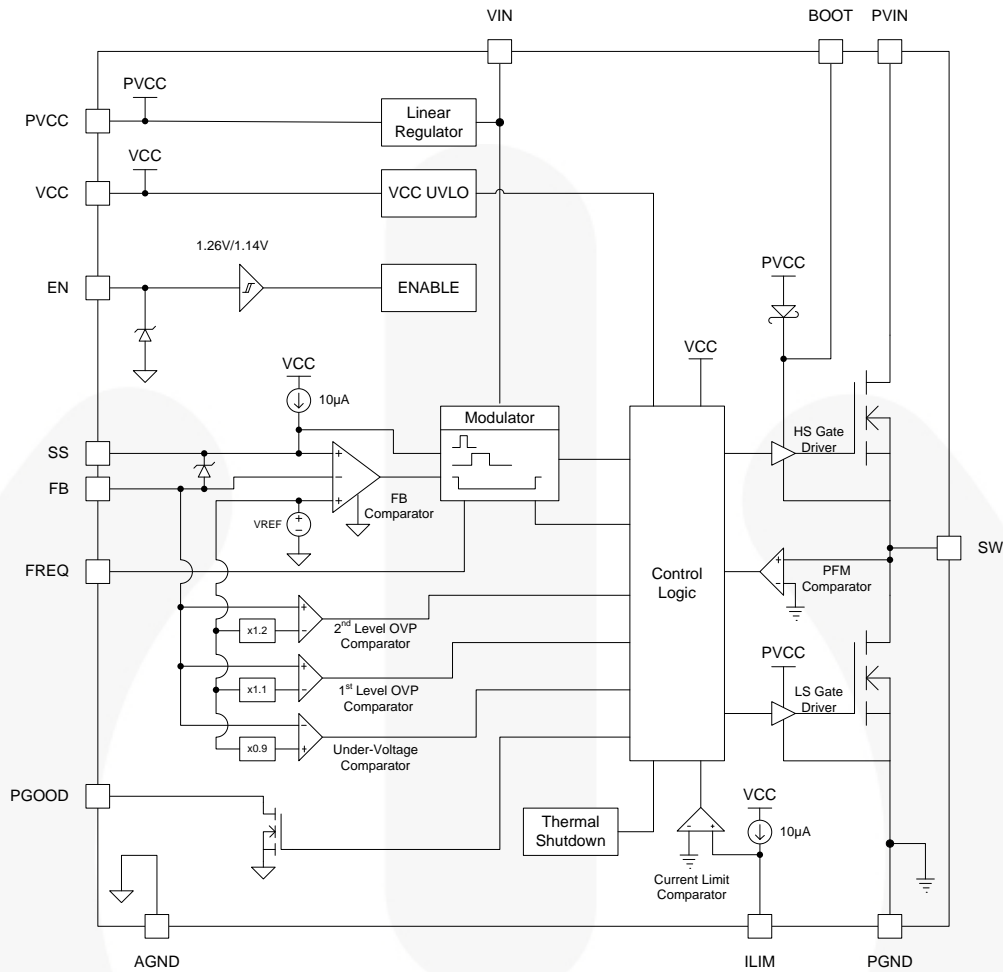 VIN
BOOT
PVIN
PVCC
PVCC
Linear
Regulator
VCC
VCC
VCC UVLO
1.26V/1.14V
EN
ENABLE
PVCC
VCC
VCC
10µA
Modulator
SS
+
HS Gate
Driver
FB
−
+
FB
Comparator
VREF
+
−
SW
FREQ
Control
Logic
+
−
PFM
Comparator
+
−
x1.2
2nd Level OVP
Comparator
PVCC
+
−
x1.1
1st Level OVP
Comparator
LS Gate
Driver
−
+
x0.9
Under-Voltage
Comparator
PGOOD
VCC
10µA
Thermal
Shutdown
-
+
Current Limit
Comparator
AGND
ILIM
PGND